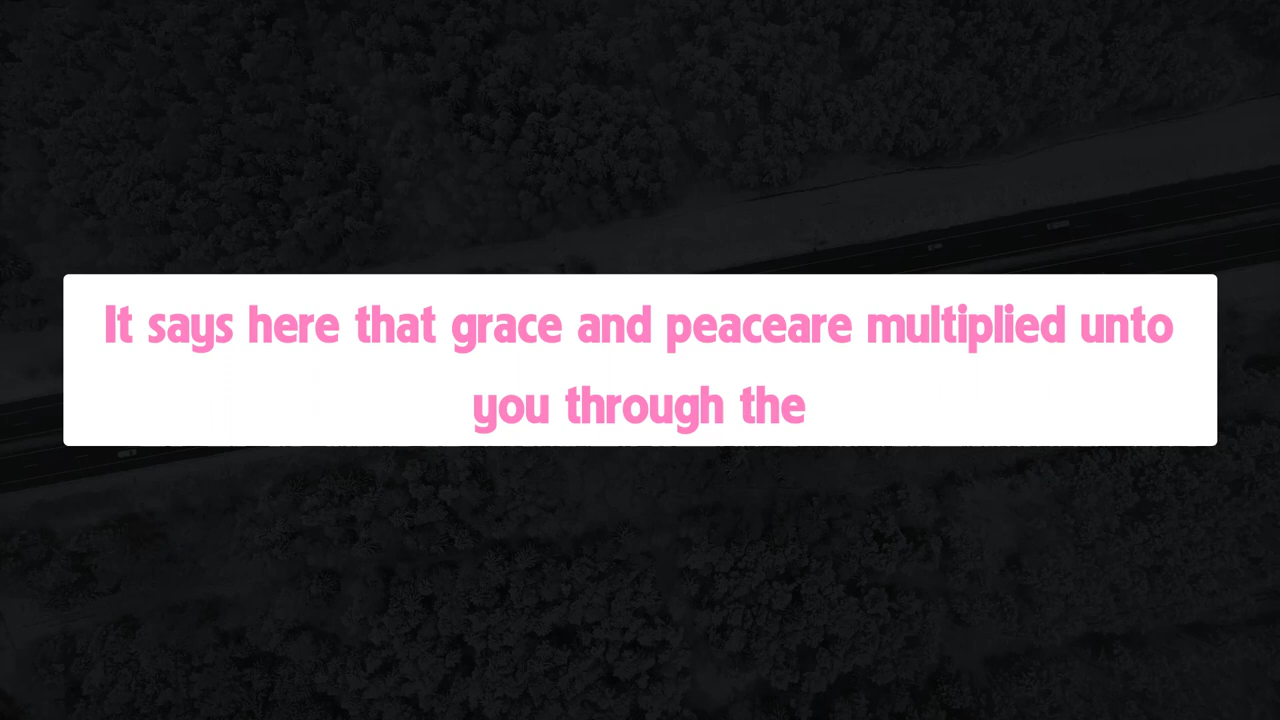 It says here that grace and peaceare multiplied unto
you through the